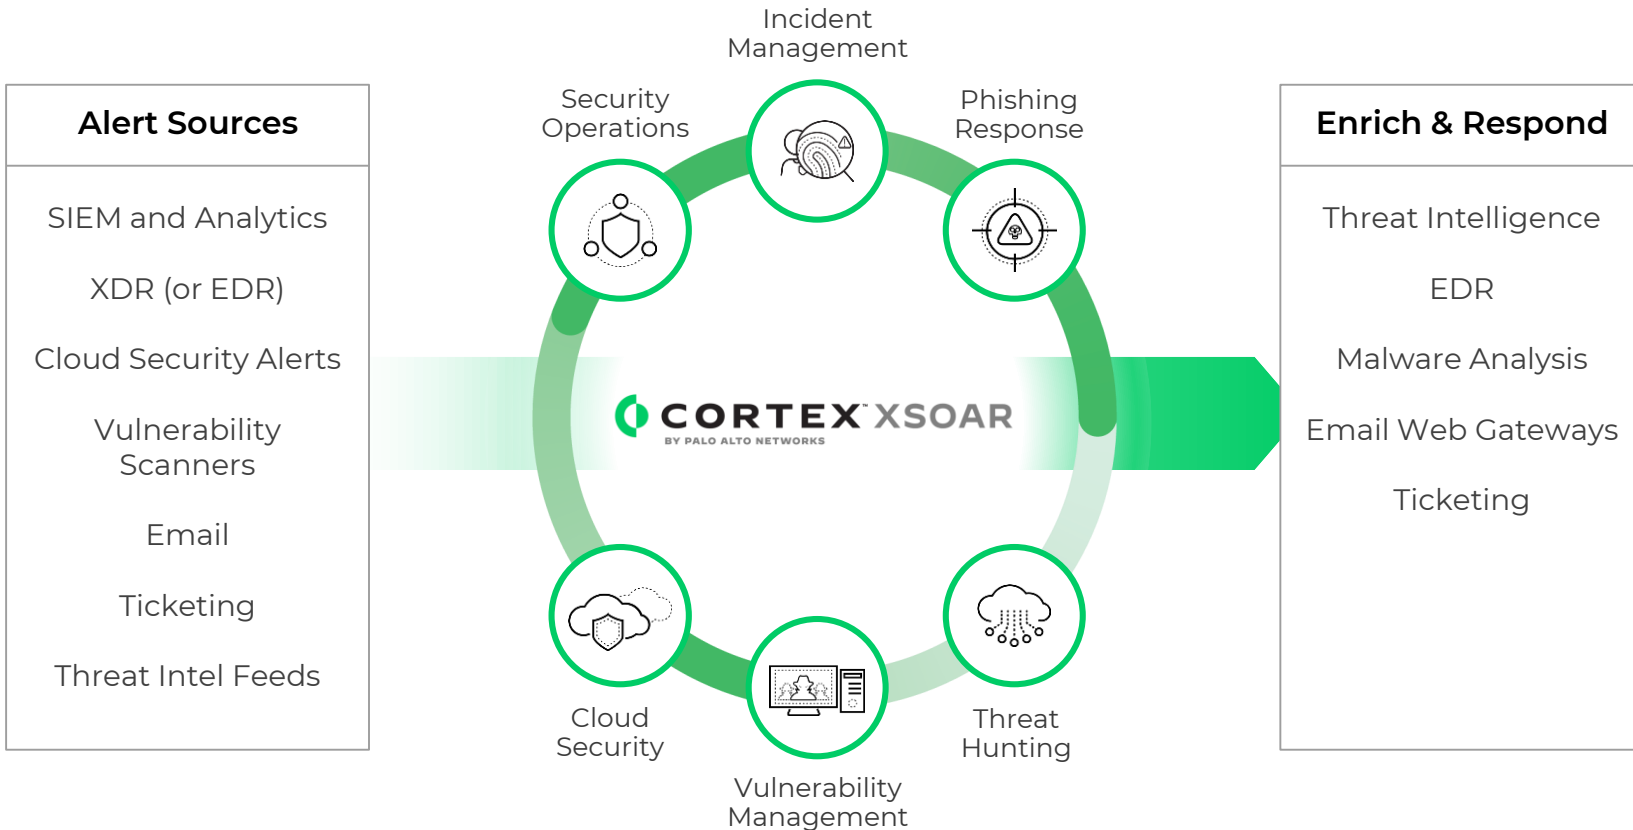 Alert Sources
SIEM and Analytics
XDR (or EDR)
Cloud Security Alerts
Vulnerability
Scanners
Email
Ticketing
Threat Intel Feeds
Incident
Management
Security
Operations
Phishing
Response
CORTEX™ XSOAR
BY PALO ALTO NETWORKS
Cloud
Security
Vulnerability
Management
Threat
Hunting
Enrich & Respond
Threat Intelligence
EDR
Malware Analysis
Email Web Gateways
Ticketing